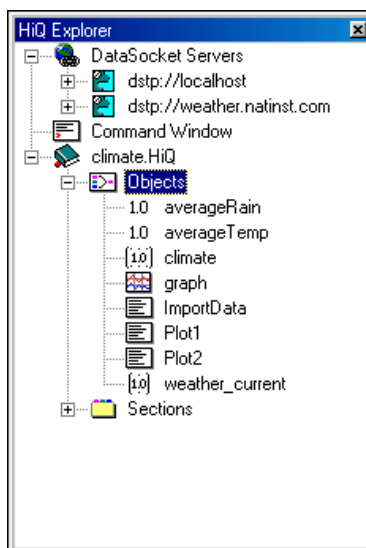 HiQ Explorer
DataSocket Servers
dstp://localhost
dstp://weather.natinst.com
Command Window
climate.HiQ
Objects
1.0 averageRain
1.0 averageTemp
[1.0] climate
graph
ImportData
Plot1
Plot2
[1.0] weather_current
Sections